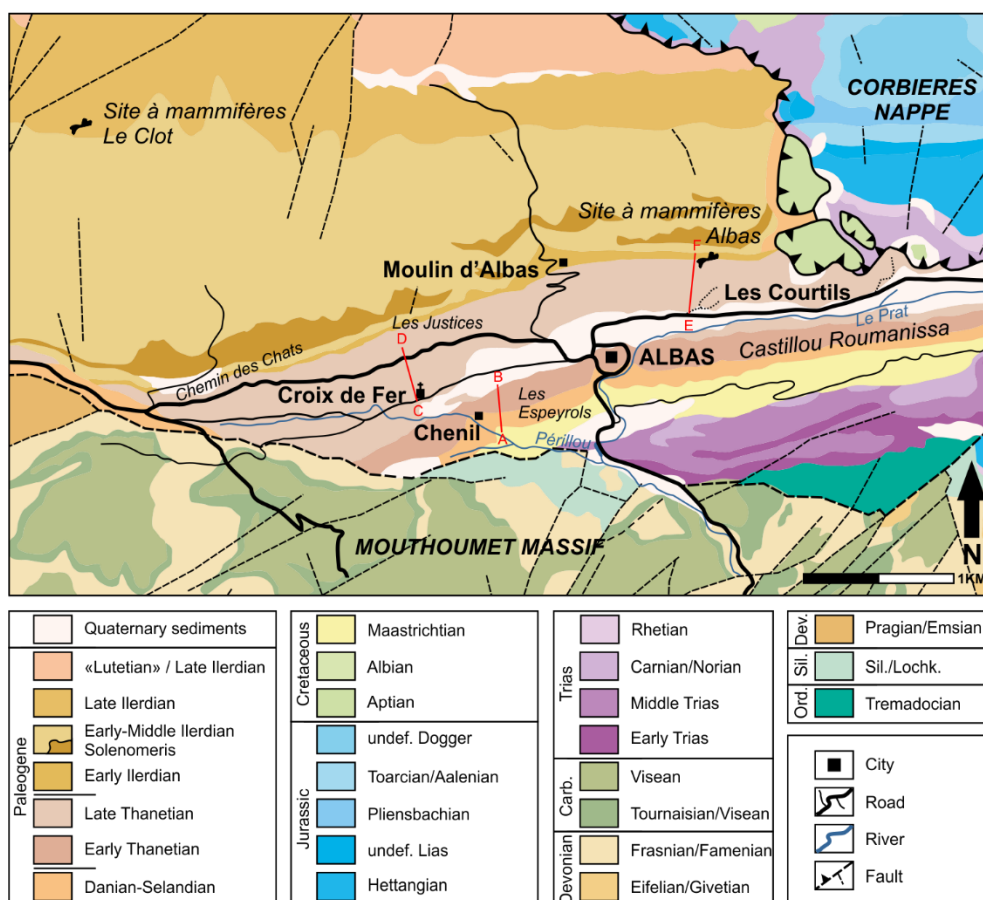 CORBIERES
NAPPE
Site à mammifères
Le Clot
Site à mammifères
Albas
F
Moulin d'Albas
Les Courtils
Le Prat
E
Les Justices
D
Chemin des Chats
ALBAS
Castillou Roumanissa
Croix de Fer
C
B
Les
Espeyrols
Chenil
A
Périllou
MOUTHOUMET MASSIF
N
1KM
Quaternary sediments
Paleogene
«Lutetian» / Late Ilerdian
Late Ilerdian
Early-Middle Ilerdian
Solenomeris
Early Ilerdian
Late Thanetian
Early Thanetian
Danian-Selandian
Cretaceous
Maastrichtian
Albian
Aptian
Jurassic
undef. Dogger
Toarcian/Aalenian
Pliensbachian
undef. Lias
Hettangian
Trias
Rhetian
Carnian/Norian
Middle Trias
Early Trias
Carb.
Visean
Tournaisian/Visean
Devonian
Frasnian/Famenian
Eifelian/Givetian
Dev.
Pragian/Emsian
Sil.
Sil./Lochk.
Ord.
Tremadocian
City
Road
River
Fault